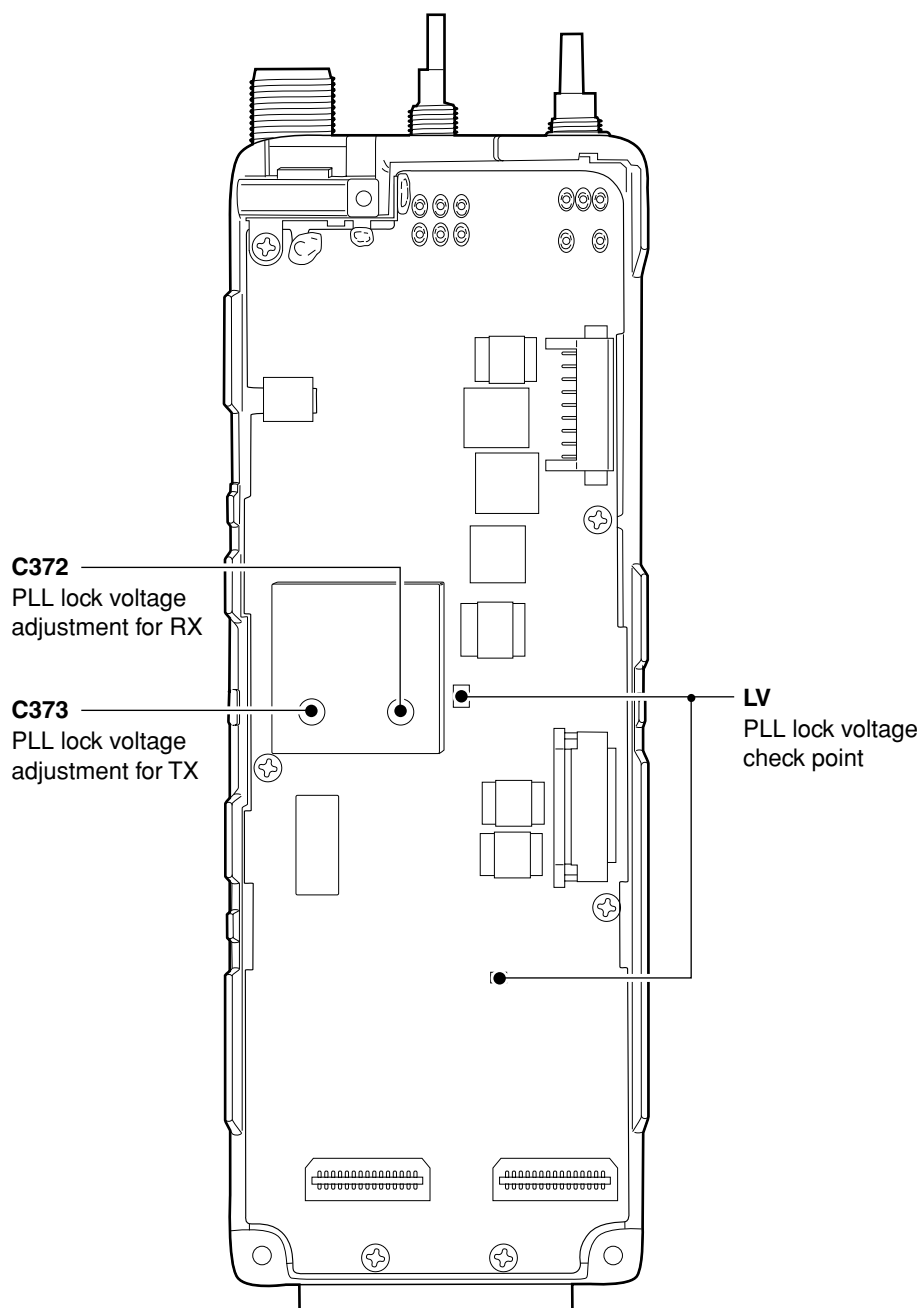 C372
PLL lock voltage
adjustment for RX
C373
PLL lock voltage
adjustment for TX
LV
PLL lock voltage
check point